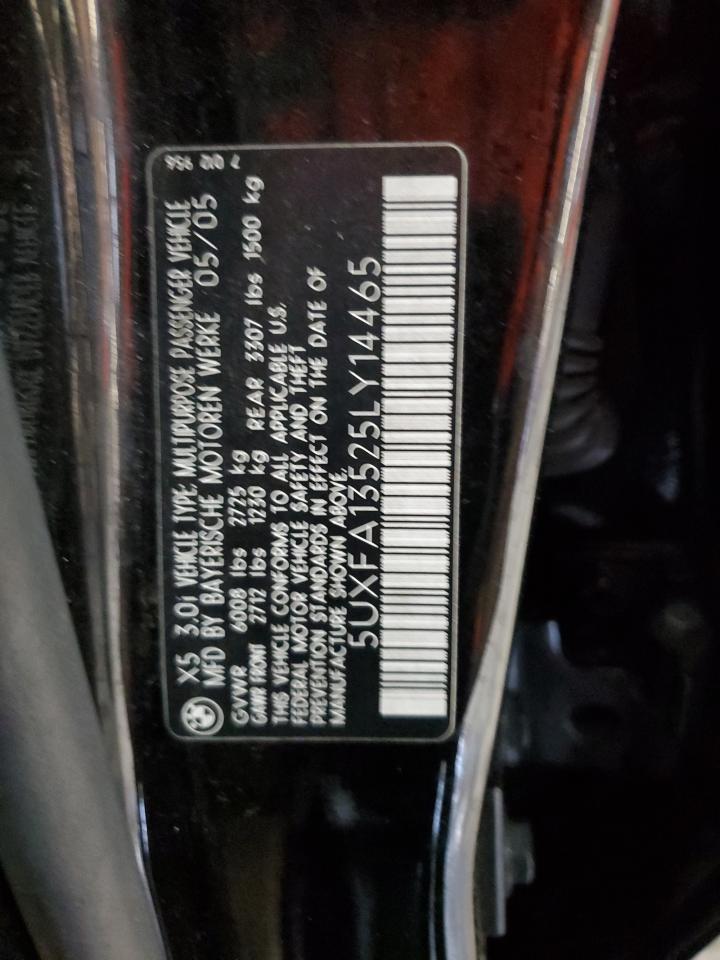 X5 3.0i VEHICLE TYPE: MULTIPURPOSE PASSENGER VEHICLE
MFD BY BAYERISCHE MOTOREN WERKE 05/05
GVWR 6008 lbs 2725 kg
GAWR FRONT 2712 lbs 1230 kg REAR 3307 lbs 1500 kg
THIS VEHICLE CONFORMS TO ALL APPLICABLE U.S.
FEDERAL MOTOR VEHICLE SAFETY AND THEFT
PREVENTION STANDARDS IN EFFECT ON THE DATE OF
MANUFACTURE SHOWN ABOVE.
5UXFA13525LY14465